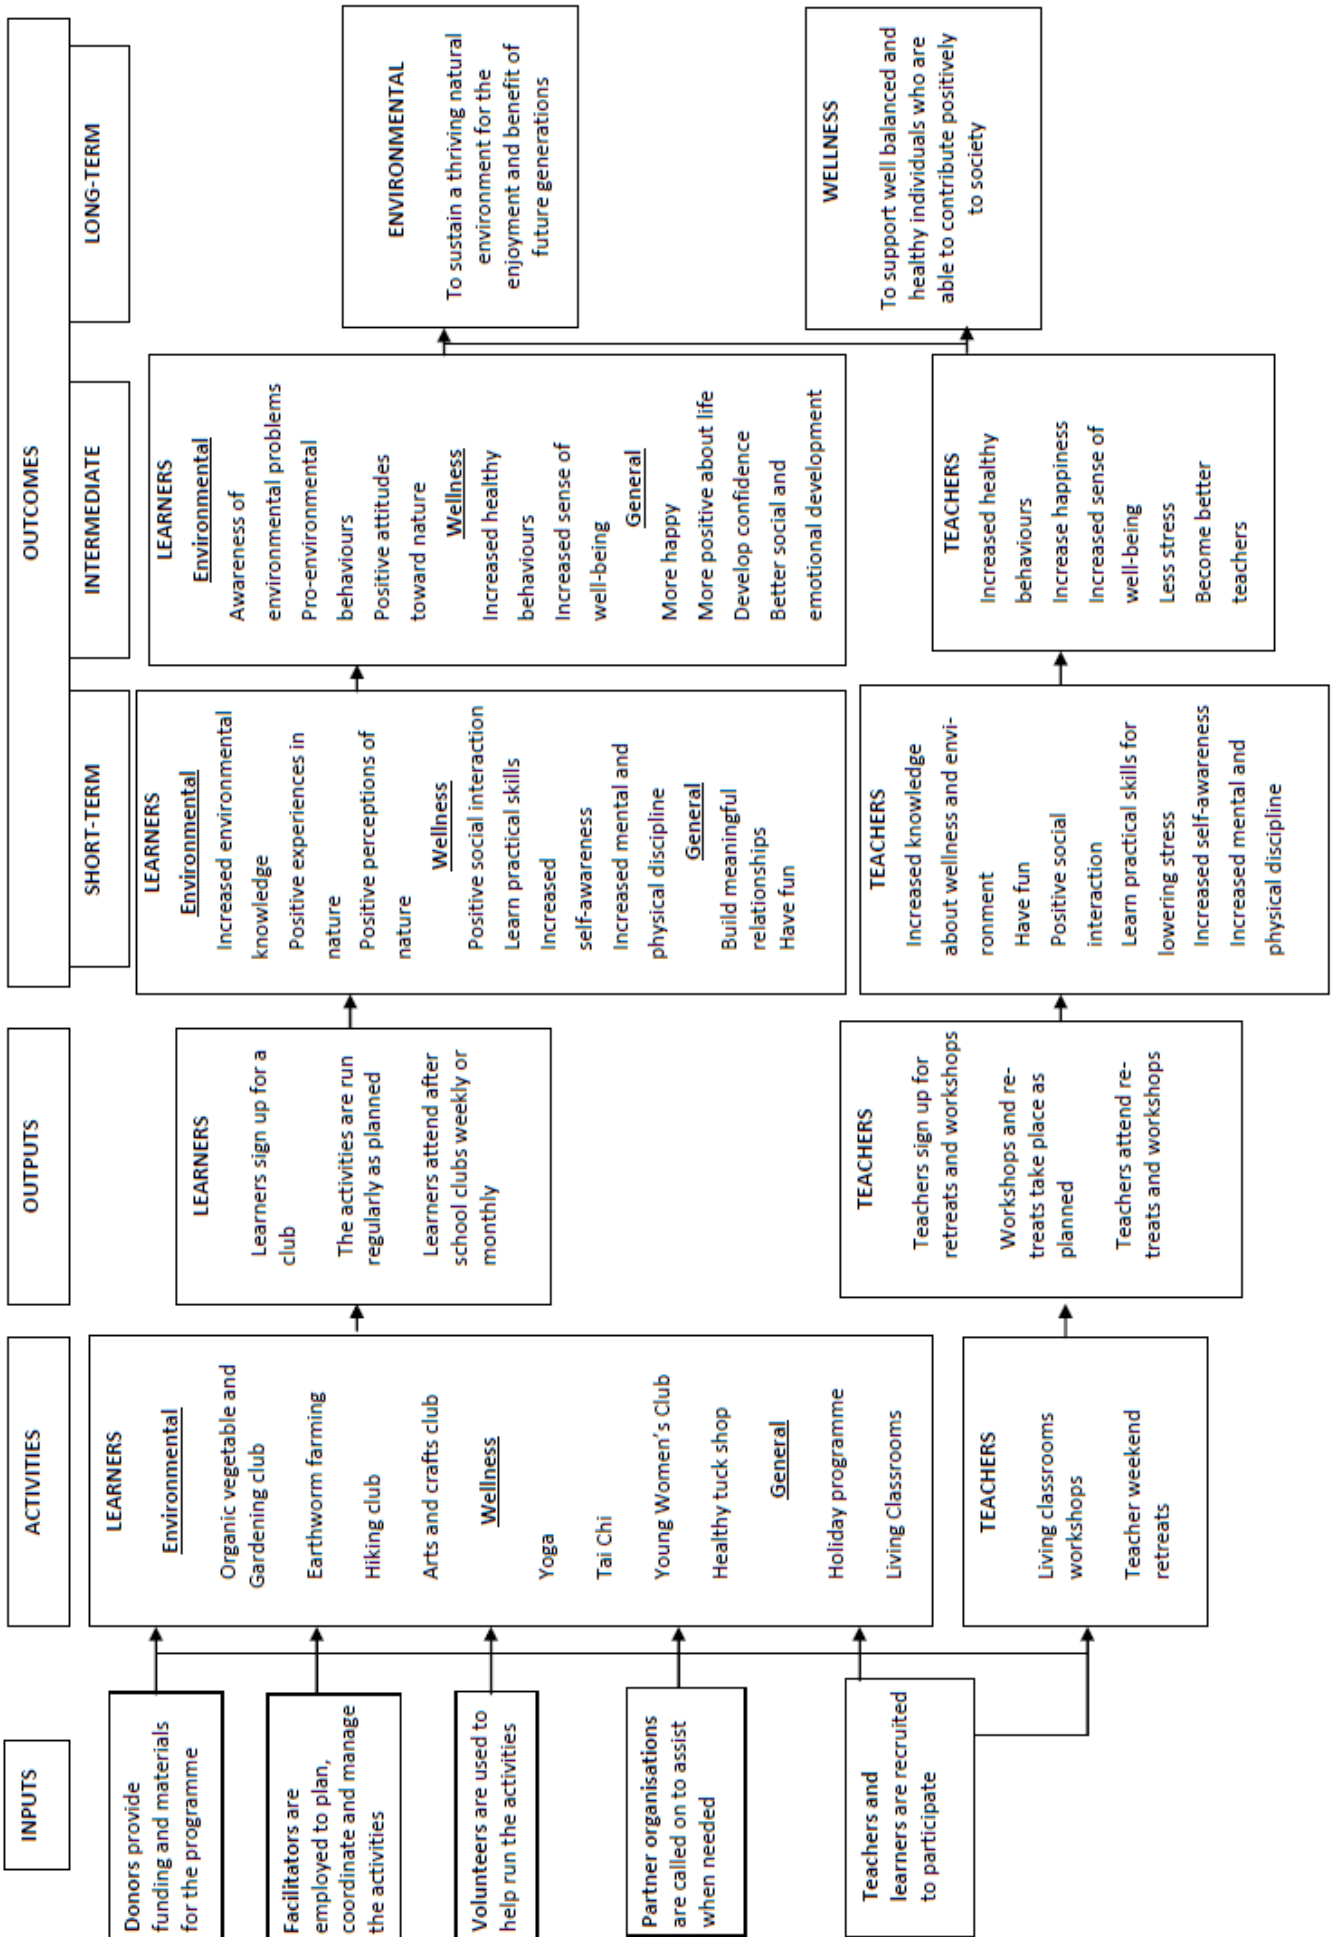 INPUTS
Donors provide
funding and materials
for the programme
Facilitators are
employed to plan,
coordinate and manage
the activities
Volunteers are used to
help run the activities
Partner organisations
are called on to assist
when needed
Teachers and
learners are recruited
to participate
ACTIVITIES
LEARNERS
Environmental
Organic vegetable and
Gardening club
Earthworm farming
Hiking club
Arts and crafts club
Wellness
Yoga
Tai Chi
Young Women's Club
Healthy tuck shop
General
Holiday programme
Living Classrooms
TEACHERS
Living classrooms
workshops
Teacher weekend
retreats
OUTPUTS
LEARNERS
Learners sign up for a
club
The activities are run
regularly as planned
Learners attend after
school clubs weekly or
monthly
TEACHERS
Teachers sign up for
retreats and workshops
Workshops and re-
treats take place as
planned
Teachers attend re-
treats and workshops
OUTCOMES
SHORT-TERM
LEARNERS
Environmental
Increased environmental
knowledge
Positive experiences in
nature
Positive perceptions of
nature
Wellness
Positive social interaction
Learn practical skills
Increased
self-awareness
Increased mental and
physical discipline
General
Build meaningful
relationships
Have fun
TEACHERS
Increased knowledge
about wellness and envi-
ronment
Have fun
Positive social
interaction
Learn practical skills for
lowering stress
Increased self-awareness
Increased mental and
physical discipline
INTERMEDIATE
LEARNERS
Environmental
Awareness of
environmental problems
Pro-environmental
behaviours
Positive attitudes
toward nature
Wellness
Increased healthy
behaviours
Increased sense of
well-being
General
More happy
More positive about life
Develop confidence
Better social and
emotional development
TEACHERS
Increased healthy
behaviours
Increase happiness
Increased sense of
well-being
Less stress
Become better
teachers
LONG-TERM
ENVIRONMENTAL
To sustain a thriving natural
environment for the
enjoyment and benefit of
future generations
WELLNESS
To support well balanced and
healthy individuals who are
able to contribute positively
to society